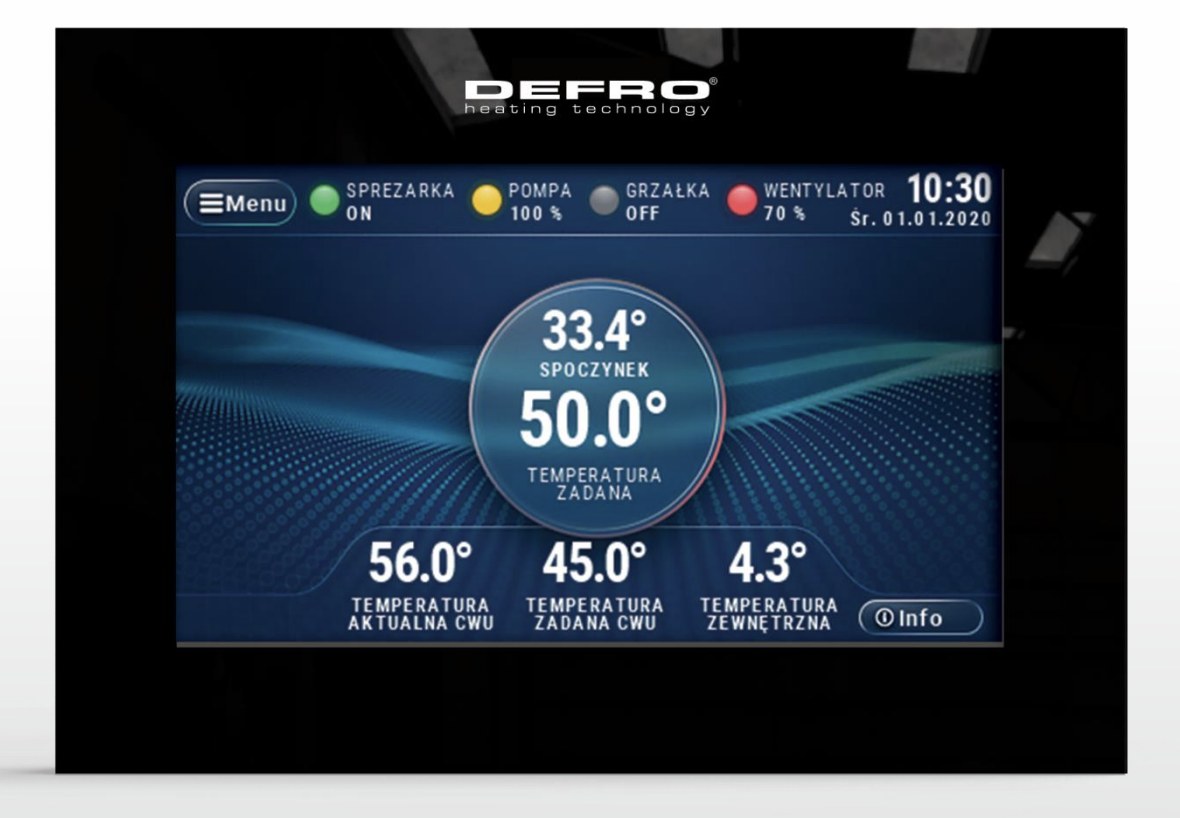 DEFRO®
heating technology
Menu
SPREZARKA
ON
POMPA
100 %
GRZAŁKA
OFF
WENTYLATOR
70 %
10:30
Śr. 01.01.2020
33.4°
SPOCZYNEK
50.0°
TEMPERATURA
ZADANA
56.0°
TEMPERATURA
AKTUALNA CWU
45.0°
TEMPERATURA
ZADANA CWU
4.3°
TEMPERATURA
ZEWNĘTRZNA
Info